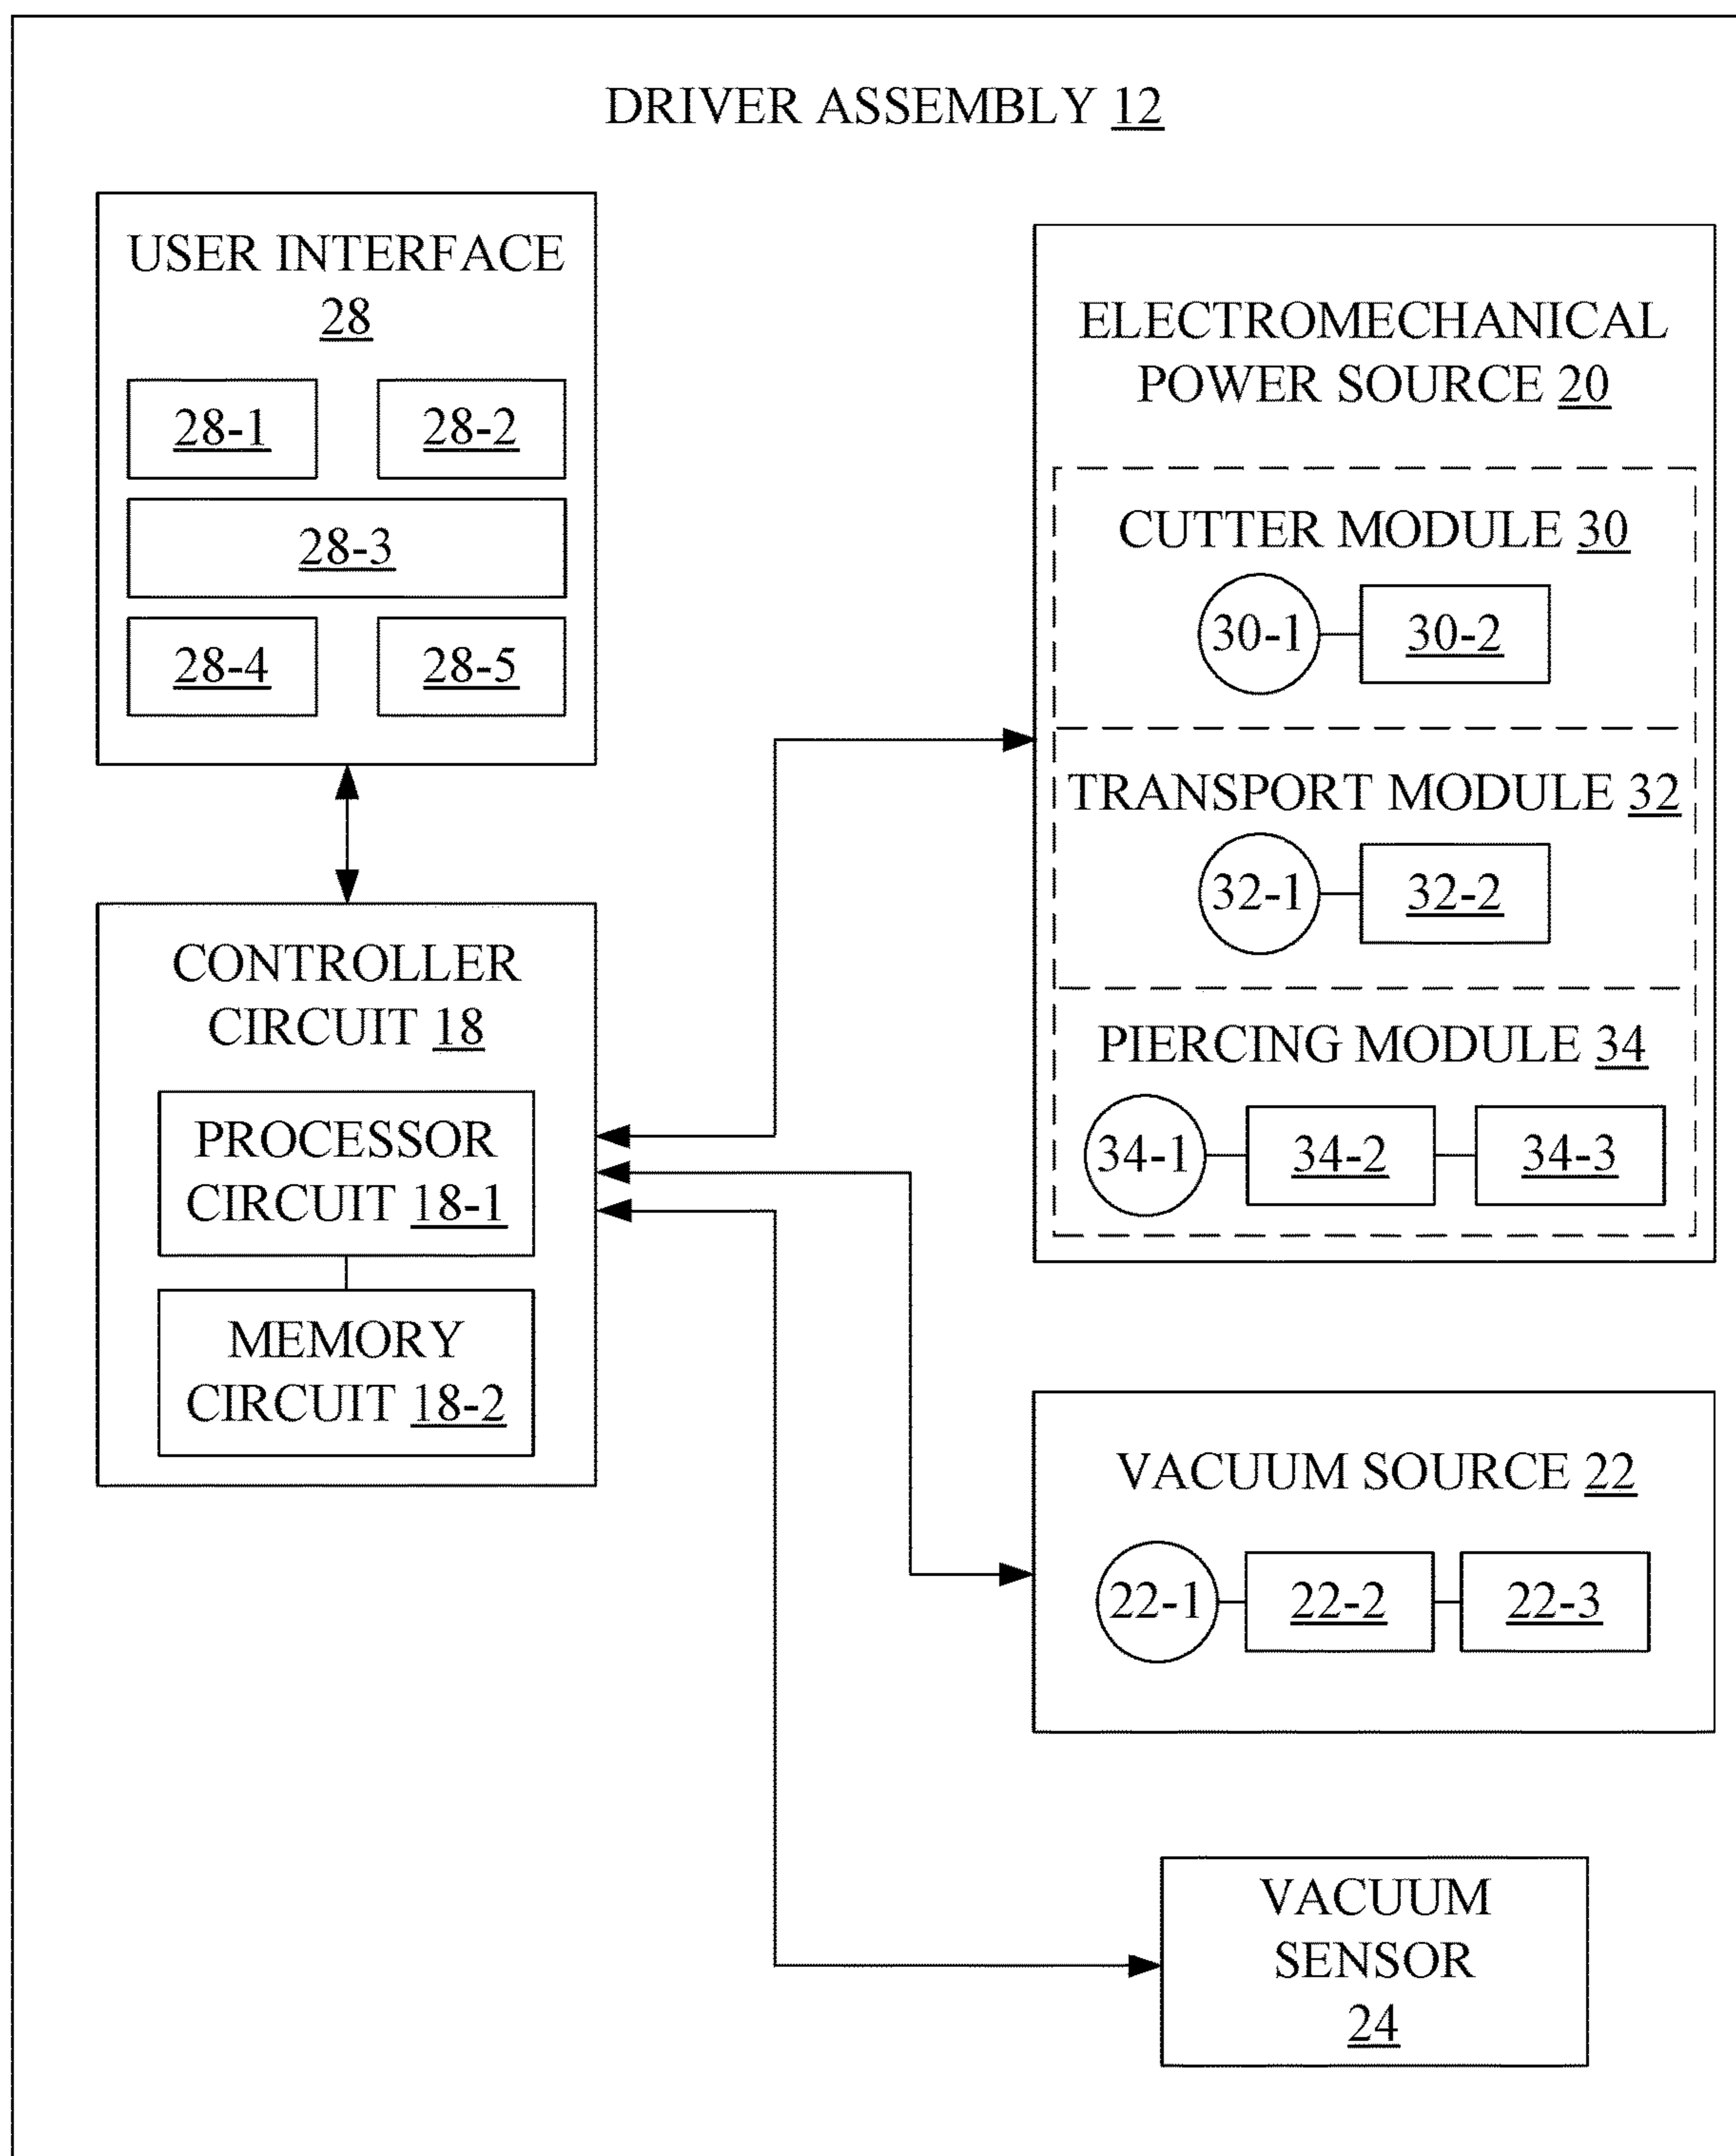 DRIVER ASSEMBLY 12
USER INTERFACE
28
28-1
28-2
28-3
28-4
28-5
CONTROLLER
CIRCUIT 18
PROCESSOR
CIRCUIT 18-1
MEMORY
CIRCUIT 18-2
ELECTROMECHANICAL
POWER SOURCE 20
CUTTER MODULE 30
30-1
30-2
TRANSPORT MODULE 32
32-1
32-2
PIERCING MODULE 34
34-1
34-2
34-3
VACUUM SOURCE 22
22-1
22-2
22-3
VACUUM
SENSOR
24